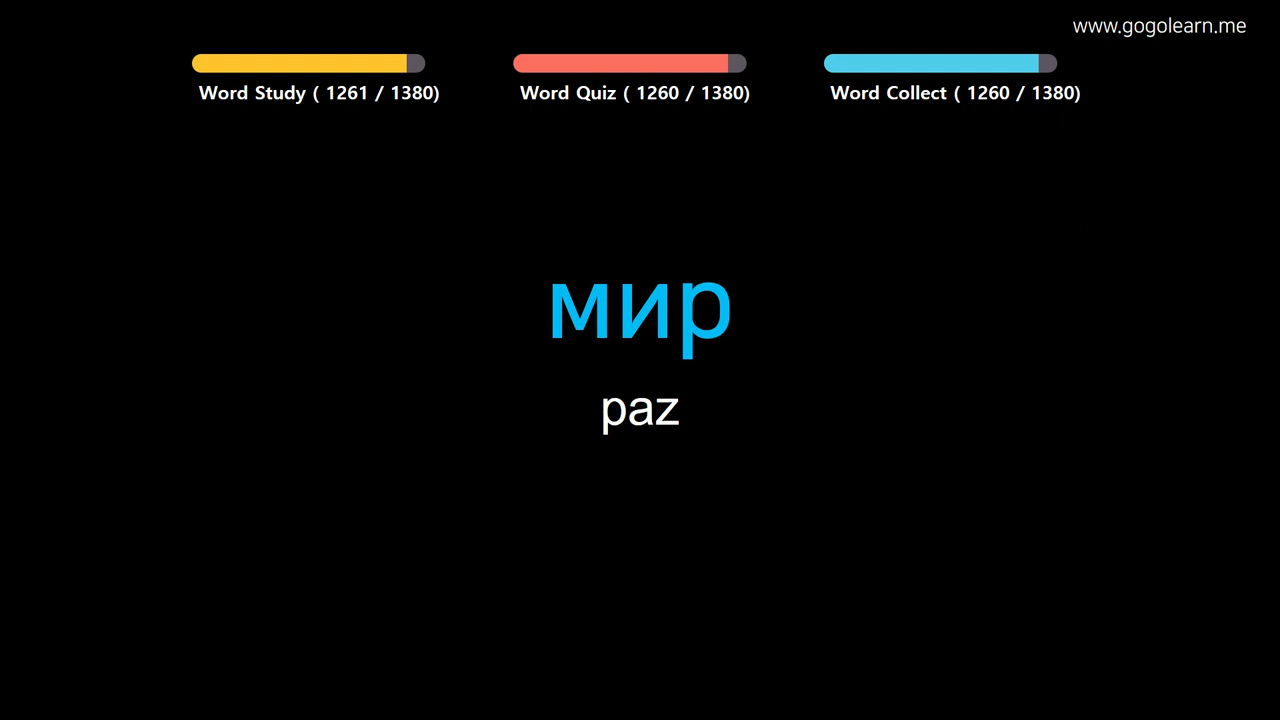 www.gogolearn.me
Word Study ( 1261 / 1380)
Word Quiz ( 1260 / 1380)
Word Collect ( 1260 / 1380)
мир
paz